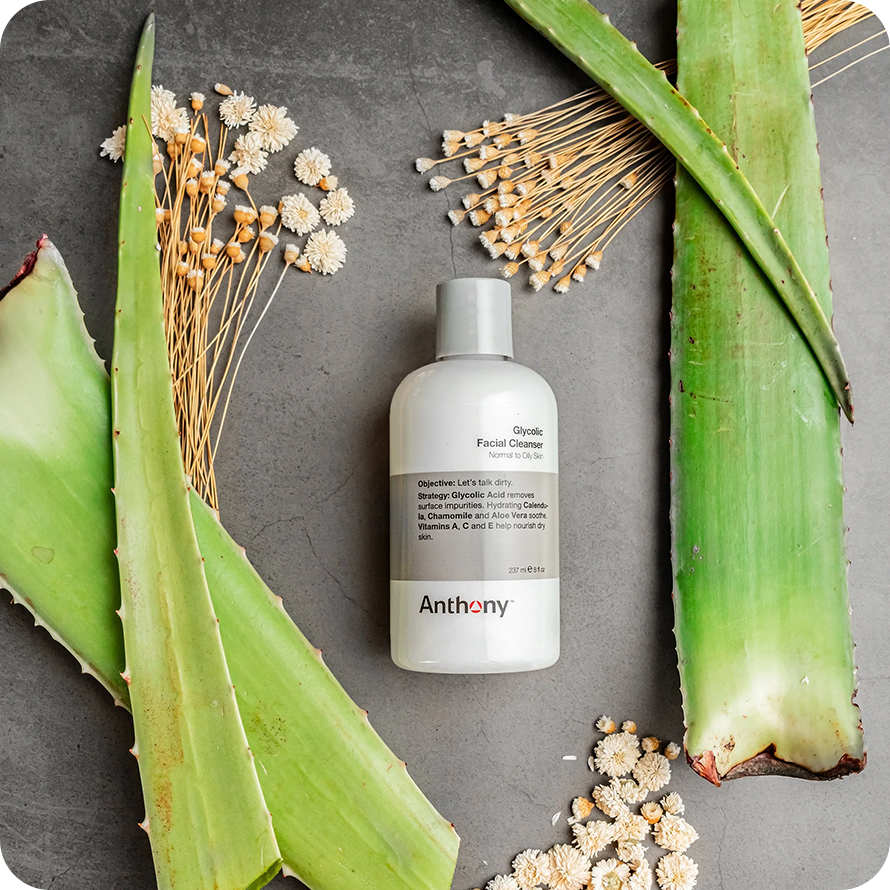 Glycolic
Facial Cleanser
Normal to Oily Skin
Objective: Let's talk dirty.
Strategy: Glycolic Acid removes
surface impurities. Hydrating Calendu-
la, Chamomile and Aloe Vera soothe.
Vitamins A, C and E help nourish dry
skin.
237 ml ℮ 8 fl oz
Anthony™